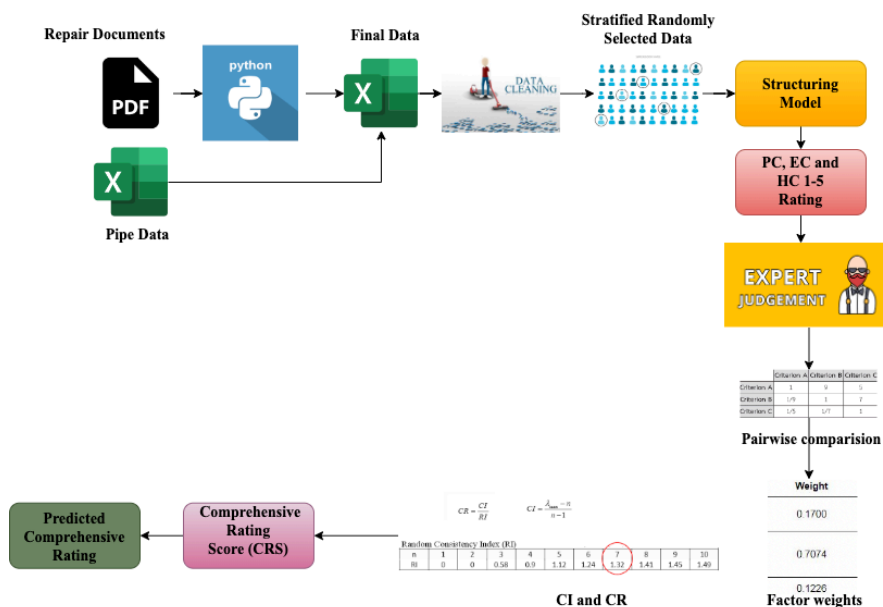 Repair Documents
PDF
python
Final Data
X
DATA
CLEANING
Stratified Randomly
Selected Data
Structuring
Model
X
Pipe Data
PC, EC and
HC 1-5
Rating
EXPERT
JUDGEMENT
Criterion A Criterion B Criterion C
Criterion A 1 9 5
Criterion B 1/9 1 7
Criterion C 1/5 1/7 1
Pairwise comparision
Weight
0.1700
0.7074
0.1226
Factor weights
CR = CI / RI
CI = λmax − n / n − 1
Random Consistency Index (RI)
n 1 2 3 4 5 6 7 8 9 10
RI 0 0 0.58 0.9 1.12 1.24 1.32 1.41 1.45 1.49
CI and CR
Comprehensive
Rating
Score (CRS)
Predicted
Comprehensive
Rating